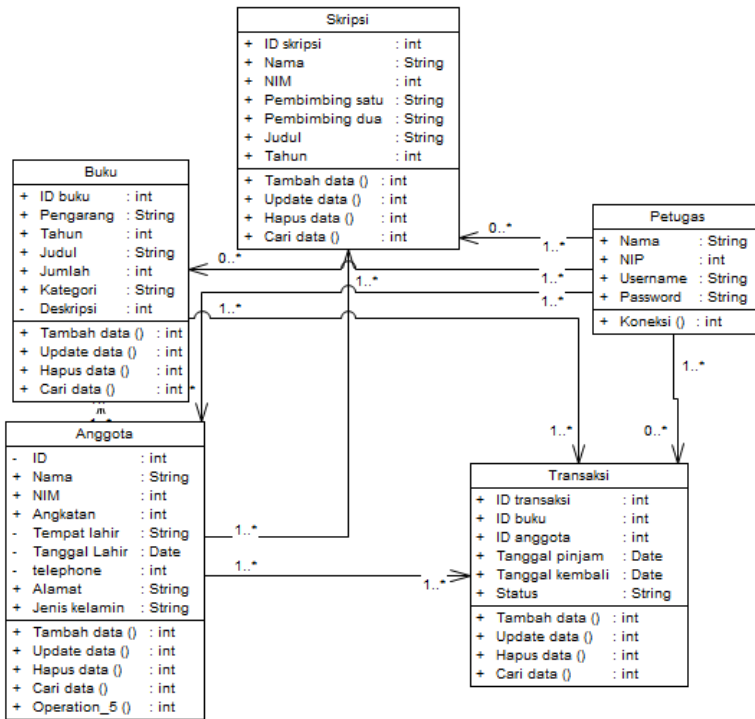 Skripsi
+ ID skripsi : int
+ Nama : String
+ NIM : int
+ Pembimbing satu : String
+ Pembimbing dua : String
+ Judul : String
+ Tahun : int
+ Tambah data () : int
+ Update data () : int
+ Hapus data () : int
+ Cari data () : int
Buku
+ ID buku : int
+ Pengarang : String
+ Tahun : int
+ Judul : String
+ Jumlah : int
+ Kategori : String
- Deskripsi : int
+ Tambah data () : int
+ Update data () : int
+ Hapus data () : int
+ Cari data () : int
Petugas
+ Nama : String
+ NIP : int
+ Username : String
+ Password : String
+ Koneksi () : int
0..*
1..*
0..*
1..*
1..*
1..*
1..*
1..*
0..*
1..*
*
Anggota
- ID : int
+ Nama : String
+ NIM : int
+ Angkatan : int
- Tempat lahir : String
- Tanggal Lahir : Date
- telephone : int
+ Alamat : String
+ Jenis kelamin : String
+ Tambah data () : int
+ Update data () : int
+ Hapus data () : int
+ Cari data () : int
+ Operation_5 () : int
1..*
1..*
1..*
Transaksi
+ ID transaksi : int
+ ID buku : int
+ ID anggota : int
+ Tanggal pinjam : Date
+ Tanggal kembali : Date
+ Status : String
+ Tambah data () : int
+ Update data () : int
+ Hapus data () : int
+ Cari data () : int